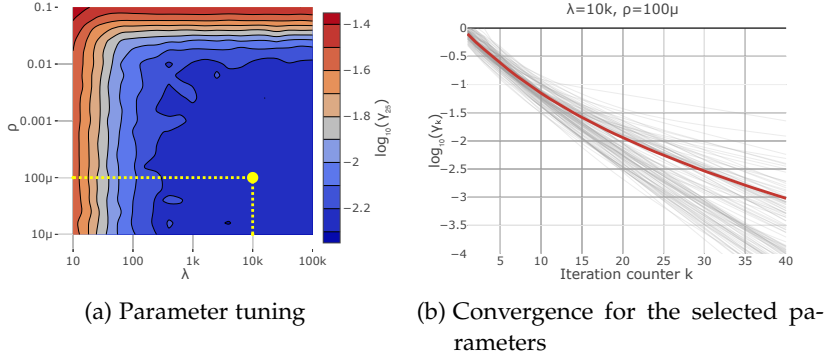 λ=10k, ρ=100μ
0.1
0.01
0.001
100μ
10μ
ρ
10
100
1k
10k
100k
λ
−1.4
−1.6
−1.8
−2
−2.2
log₁₀(γ₂₅)
0
−0.5
−1
−1.5
−2
−2.5
−3
−3.5
−4
log₁₀(γₖ)
5
10
15
20
25
30
35
40
Iteration counter k
(a) Parameter tuning
(b) Convergence for the selected pa-
rameters